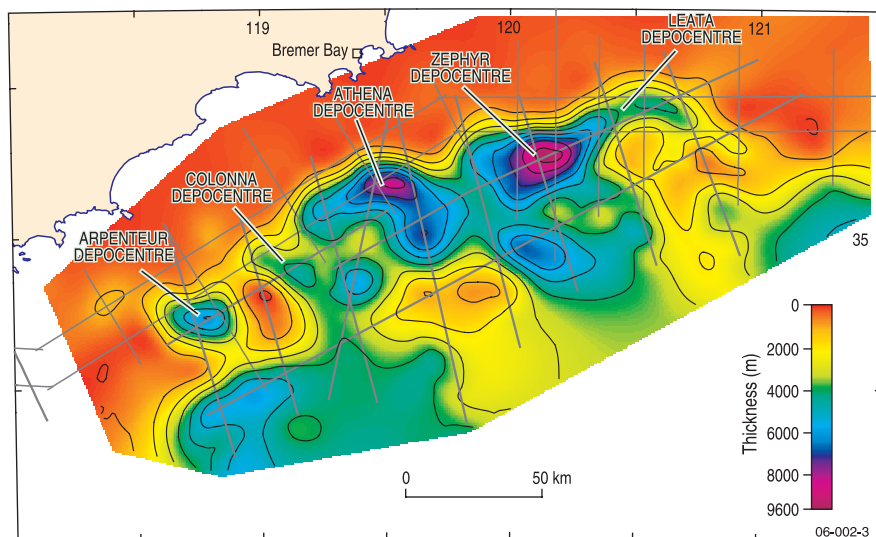 119
120
121
Bremer Bay
LEATA
DEPOCENTRE
ZEPHYR
DEPOCENTRE
ATHENA
DEPOCENTRE
COLONNA
DEPOCENTRE
ARPENTEUR
DEPOCENTRE
35
Thickness (m)
0
2000
4000
6000
8000
9600
0
50 km
06-002-3